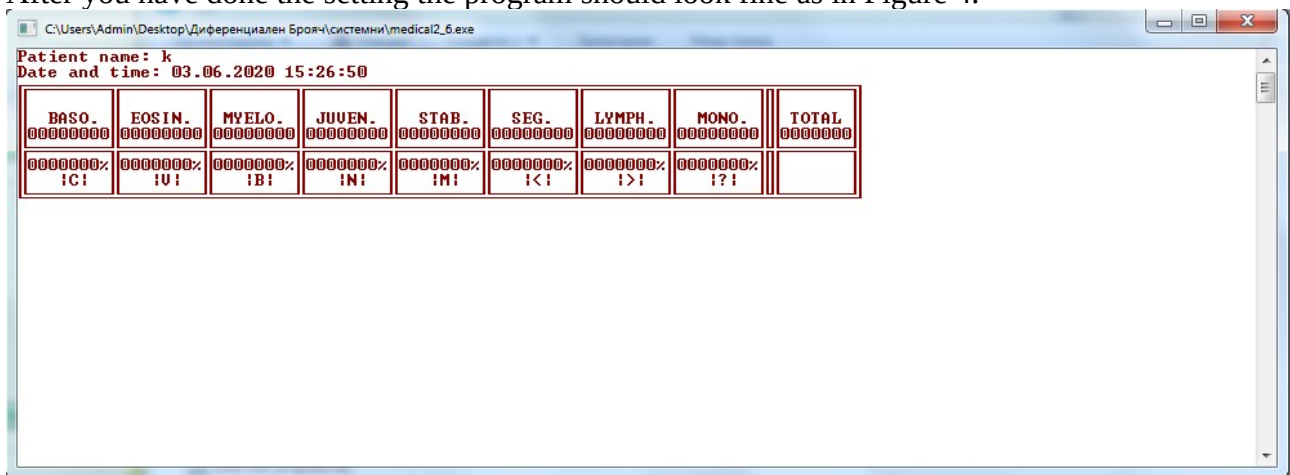 After you have done the setting the program should look fine as in Figure 4.
C:\Users\Admin\Desktop\Диференциален Брояч\системни\medical2_6.exe
Patient name: k
Date and time: 03.06.2020 15:26:50
BASO. EOSIN. MYELO. JUVEN. STAB. SEG. LYMPH. MONO. TOTAL
00000000 00000000 00000000 00000000 00000000 00000000 00000000 00000000 0000000
0000000% 0000000% 0000000% 0000000% 0000000% 0000000% 0000000% 0000000%
¦C¦ ¦V¦ ¦B¦ ¦N¦ ¦M¦ ¦<¦ ¦>¦ ¦?¦